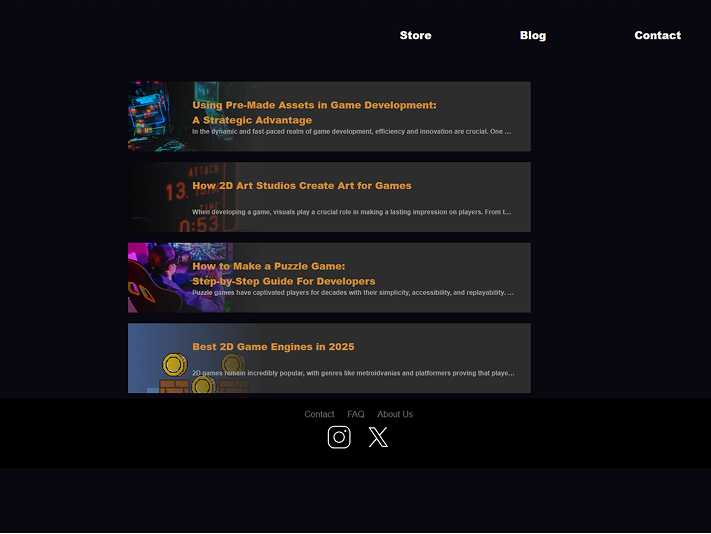 Store Blog Contact
Using Pre-Made Assets in Game Development:
A Strategic Advantage
In the dynamic and fast-paced realm of game development, efficiency and innovation are crucial. One ...
ATTACK
13.
How 2D Art Studios Create Art for Games
TIME
0:53
When developing a game, visuals play a crucial role in making a lasting impression on players. From t...
How to Make a Puzzle Game:
Step-by-Step Guide For Developers
Puzzle games have captivated players for decades with their simplicity, accessibility, and replayability. ...
Best 2D Game Engines in 2025
2D games remain incredibly popular, with genres like metroidvanias and platformers proving that playe...
Contact FAQ About Us